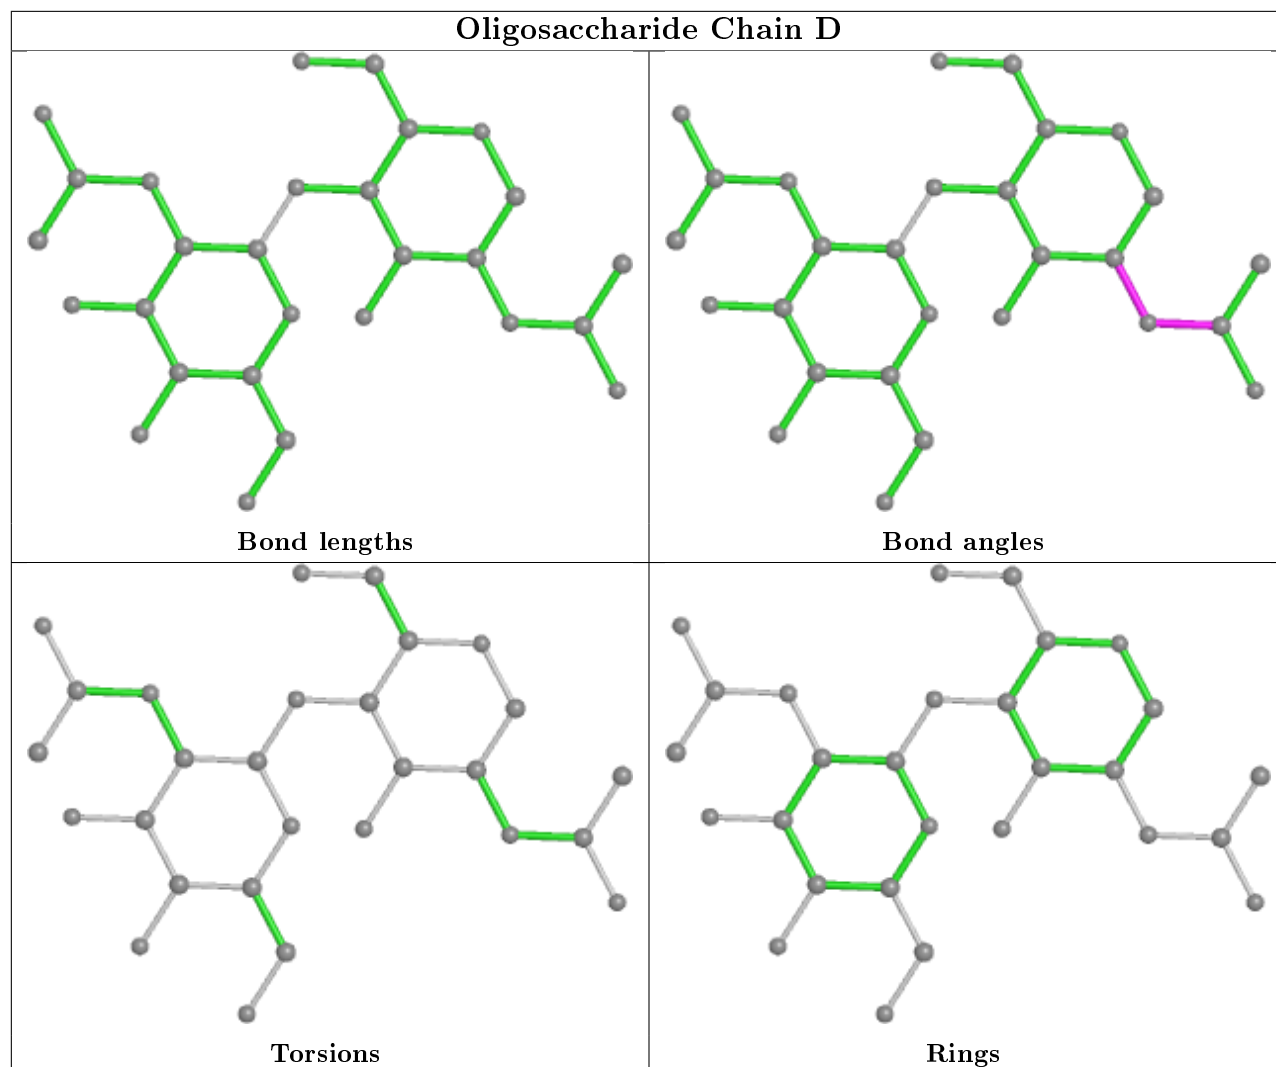 Oligosaccharide Chain D
Bond lengths
Bond angles
Torsions
Rings